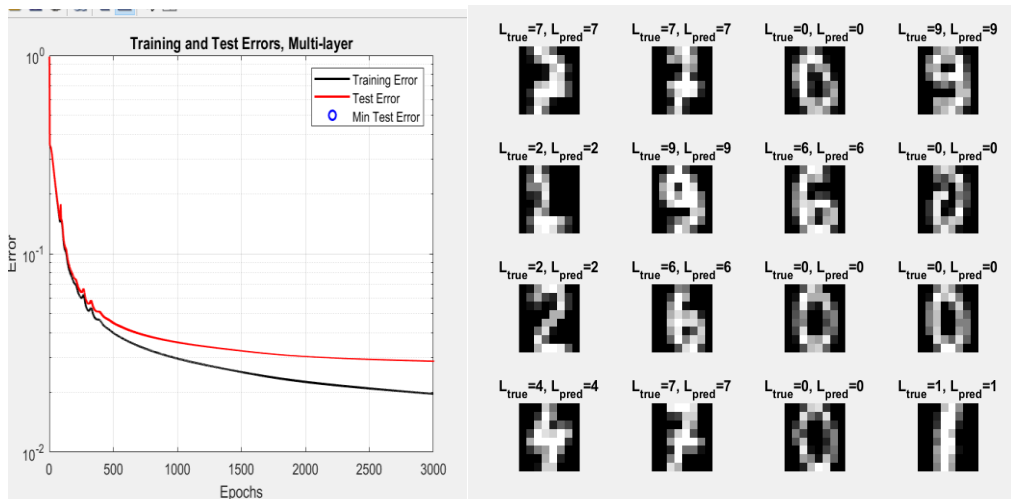 Training and Test Errors, Multi-layer
10^0
10^-1
10^-2
Error
Training Error
Test Error
Min Test Error
0 500 1000 1500 2000 2500 3000
Epochs
L_true=7, L_pred=7 L_true=7, L_pred=7 L_true=0, L_pred=0 L_true=9, L_pred=9
L_true=2, L_pred=2 L_true=9, L_pred=9 L_true=6, L_pred=6 L_true=0, L_pred=0
L_true=2, L_pred=2 L_true=6, L_pred=6 L_true=0, L_pred=0 L_true=0, L_pred=0
L_true=4, L_pred=4 L_true=7, L_pred=7 L_true=0, L_pred=0 L_true=1, L_pred=1